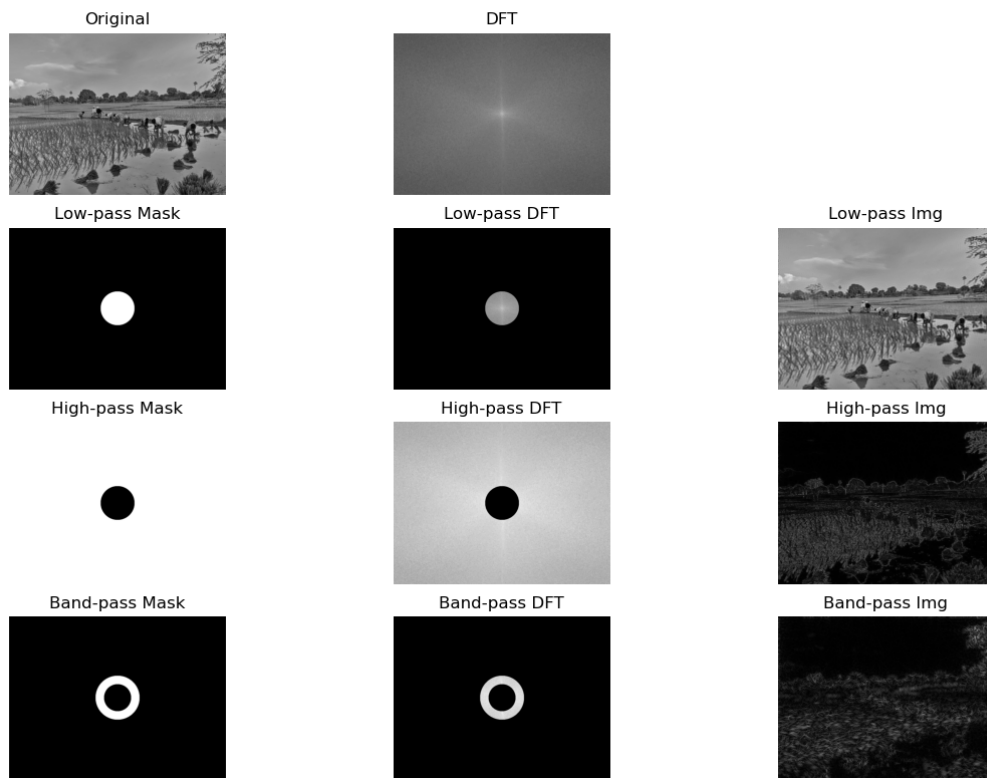 Original
DFT
Low-pass Mask
Low-pass DFT
Low-pass Img
High-pass Mask
High-pass DFT
High-pass Img
Band-pass Mask
Band-pass DFT
Band-pass Img